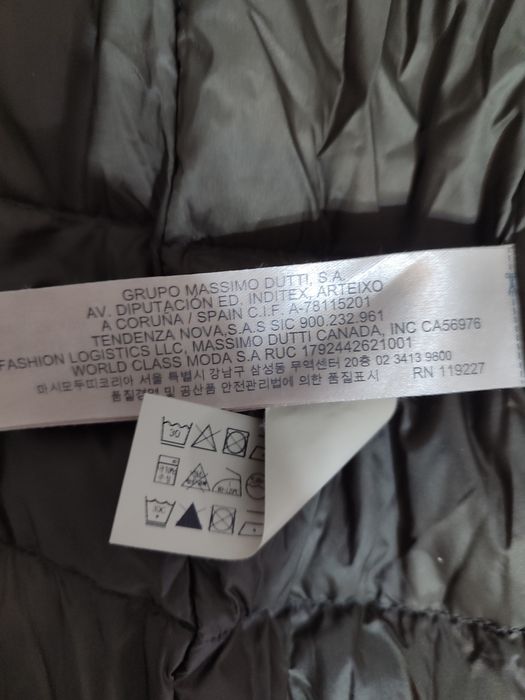 GRUPO MASSIMO DUTTI, S.A.
AV. DIPUTACIÓN ED. INDITEX, ARTEIXO
A CORUÑA / SPAIN C.I.F. A-78115201
TENDENZA NOVA,S.A.S SIC 900.232 961
FASHION LOGISTICS LLC, MASSIMO DUTTI CANADA, INC CA56976
WORLD CLASS MODA S.A RUC 1792442621001
마시모두띠코리아 서울 특별시 강남구 삼성동 무역센터 20층 02 3413 9800
품질경영 및 공산품 안전관리법에 의한 품질표시 RN 119227
30